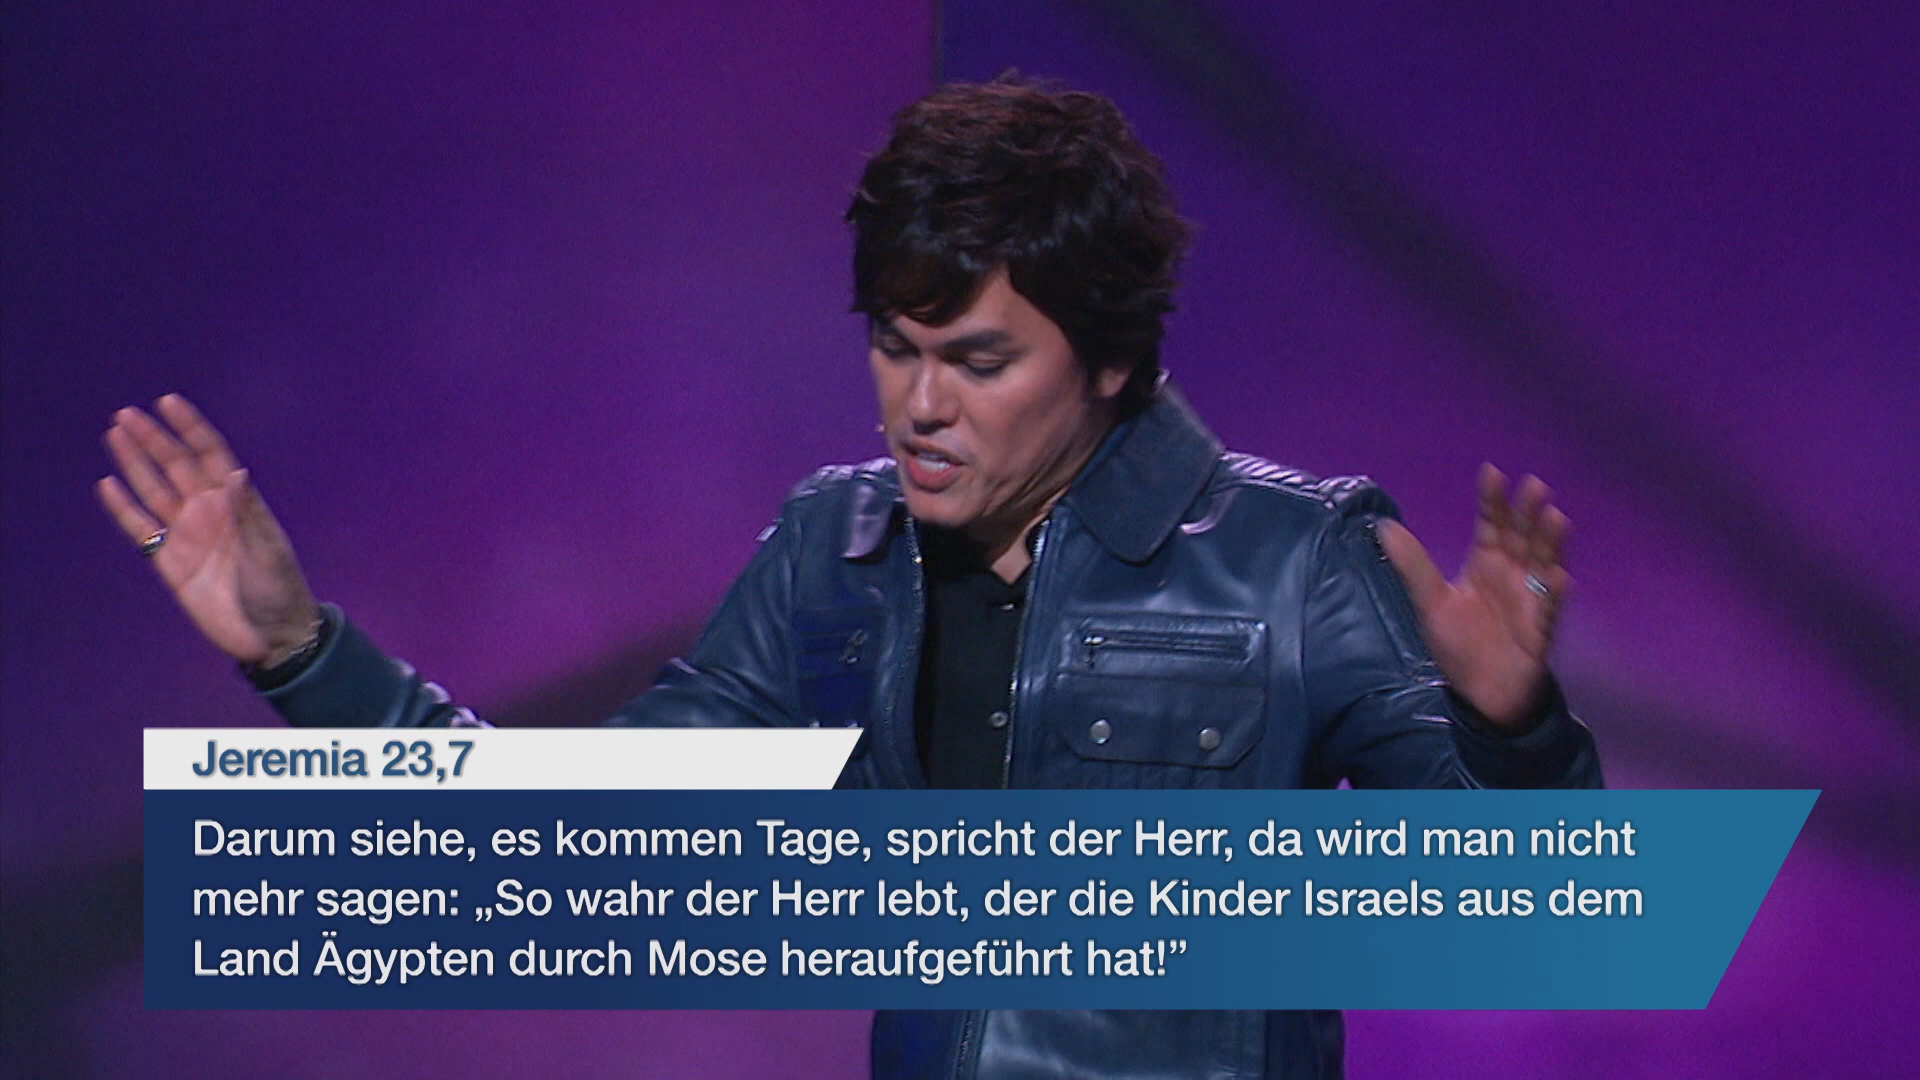 Jeremia 23,7
Darum siehe, es kommen Tage, spricht der Herr, da wird man nicht
mehr sagen: „So wahr der Herr lebt, der die Kinder Israels aus dem
Land Ägypten durch Mose heraufgeführt hat!”